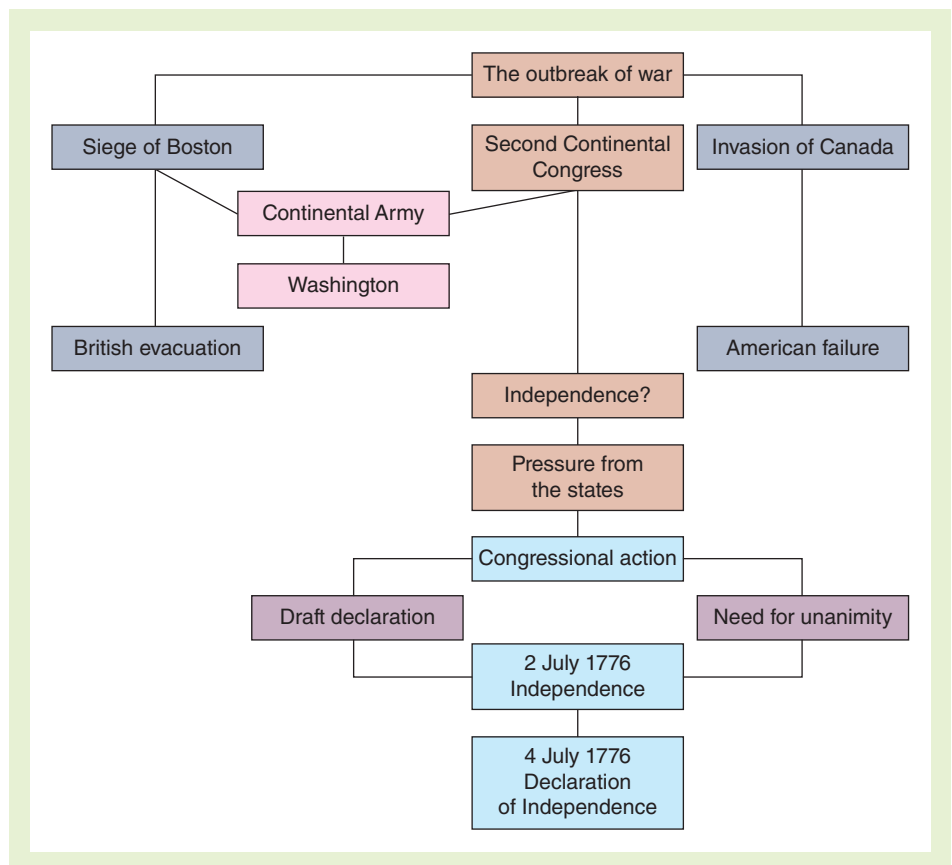 The outbreak of war
Siege of Boston
Second Continental
Congress
Invasion of Canada
Continental Army
Washington
British evacuation
American failure
Independence?
Pressure from
the states
Congressional action
Draft declaration
Need for unanimity
2 July 1776
Independence
4 July 1776
Declaration
of Independence